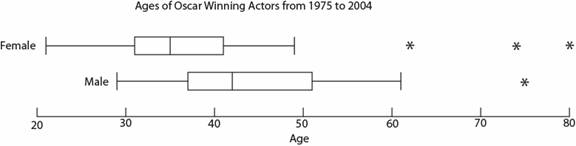 Ages of Oscar Winning Actors from 1975 to 2004
Female
Male
20 30 40 50 60 70 80
Age